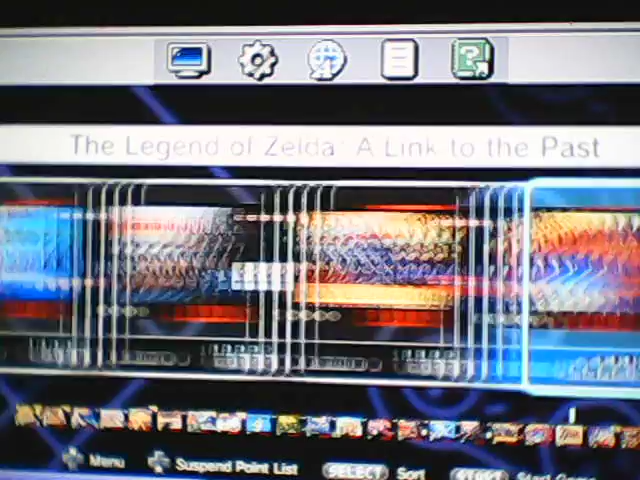 The Legend of Zelda: A Link to the Past
Menu
Suspend Point List
SELECT Sort
START Start Game